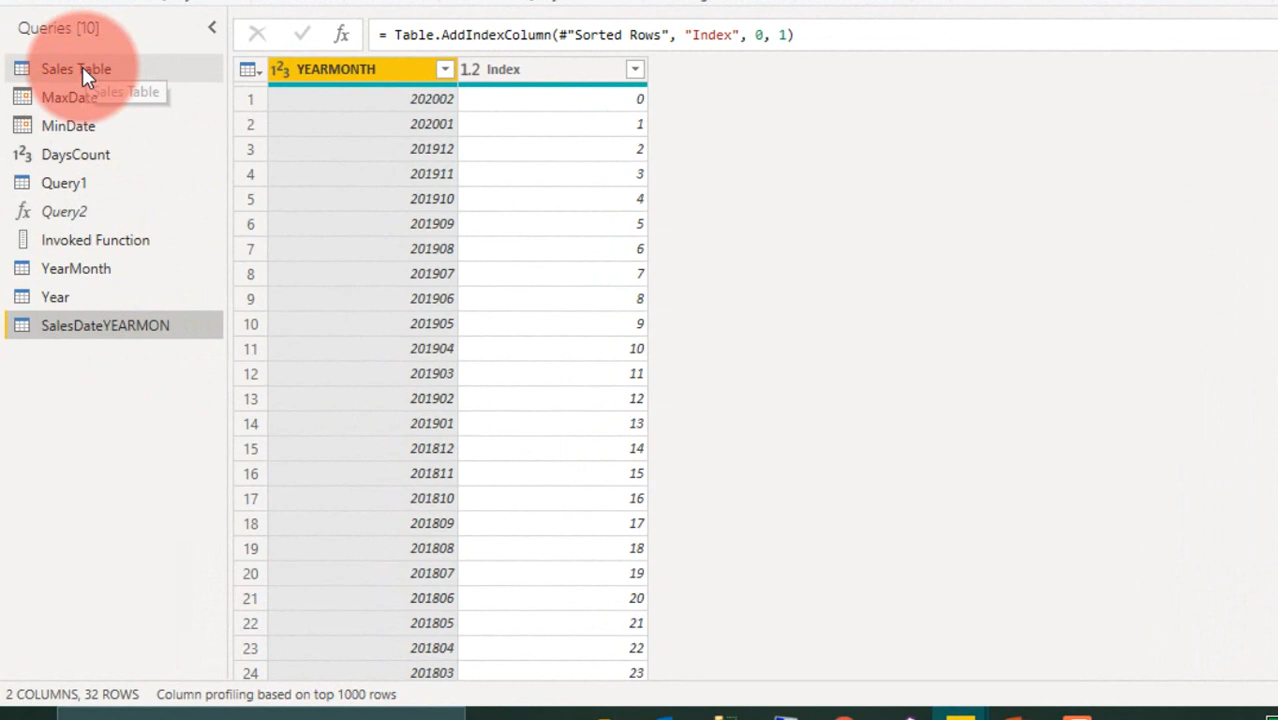 Queries [10]
= Table.AddIndexColumn(#"Sorted Rows", "Index", 0, 1)
Sales Table
MaxDate
Sales Table
MinDate
123 DaysCount
Query1
fx Query2
Invoked Function
YearMonth
Year
SalesDateYEARMON
123 YEARMONTH 1.2 Index
1 202002 0
2 202001 1
3 201912 2
4 201911 3
5 201910 4
6 201909 5
7 201908 6
8 201907 7
9 201906 8
10 201905 9
11 201904 10
12 201903 11
13 201902 12
14 201901 13
15 201812 14
16 201811 15
17 201810 16
18 201809 17
19 201808 18
20 201807 19
21 201806 20
22 201805 21
23 201804 22
24 201803 23
2 COLUMNS, 32 ROWS Column profiling based on top 1000 rows